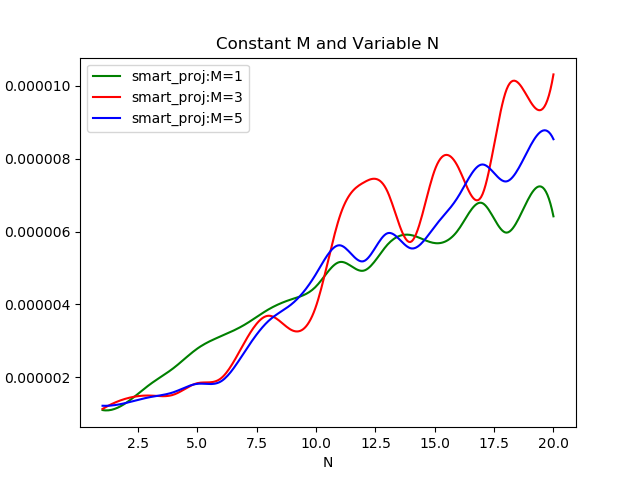 Constant M and Variable N
smart_proj:M=1
smart_proj:M=3
smart_proj:M=5
0.000010
0.000008
0.000006
0.000004
0.000002
2.5 5.0 7.5 10.0 12.5 15.0 17.5 20.0
N